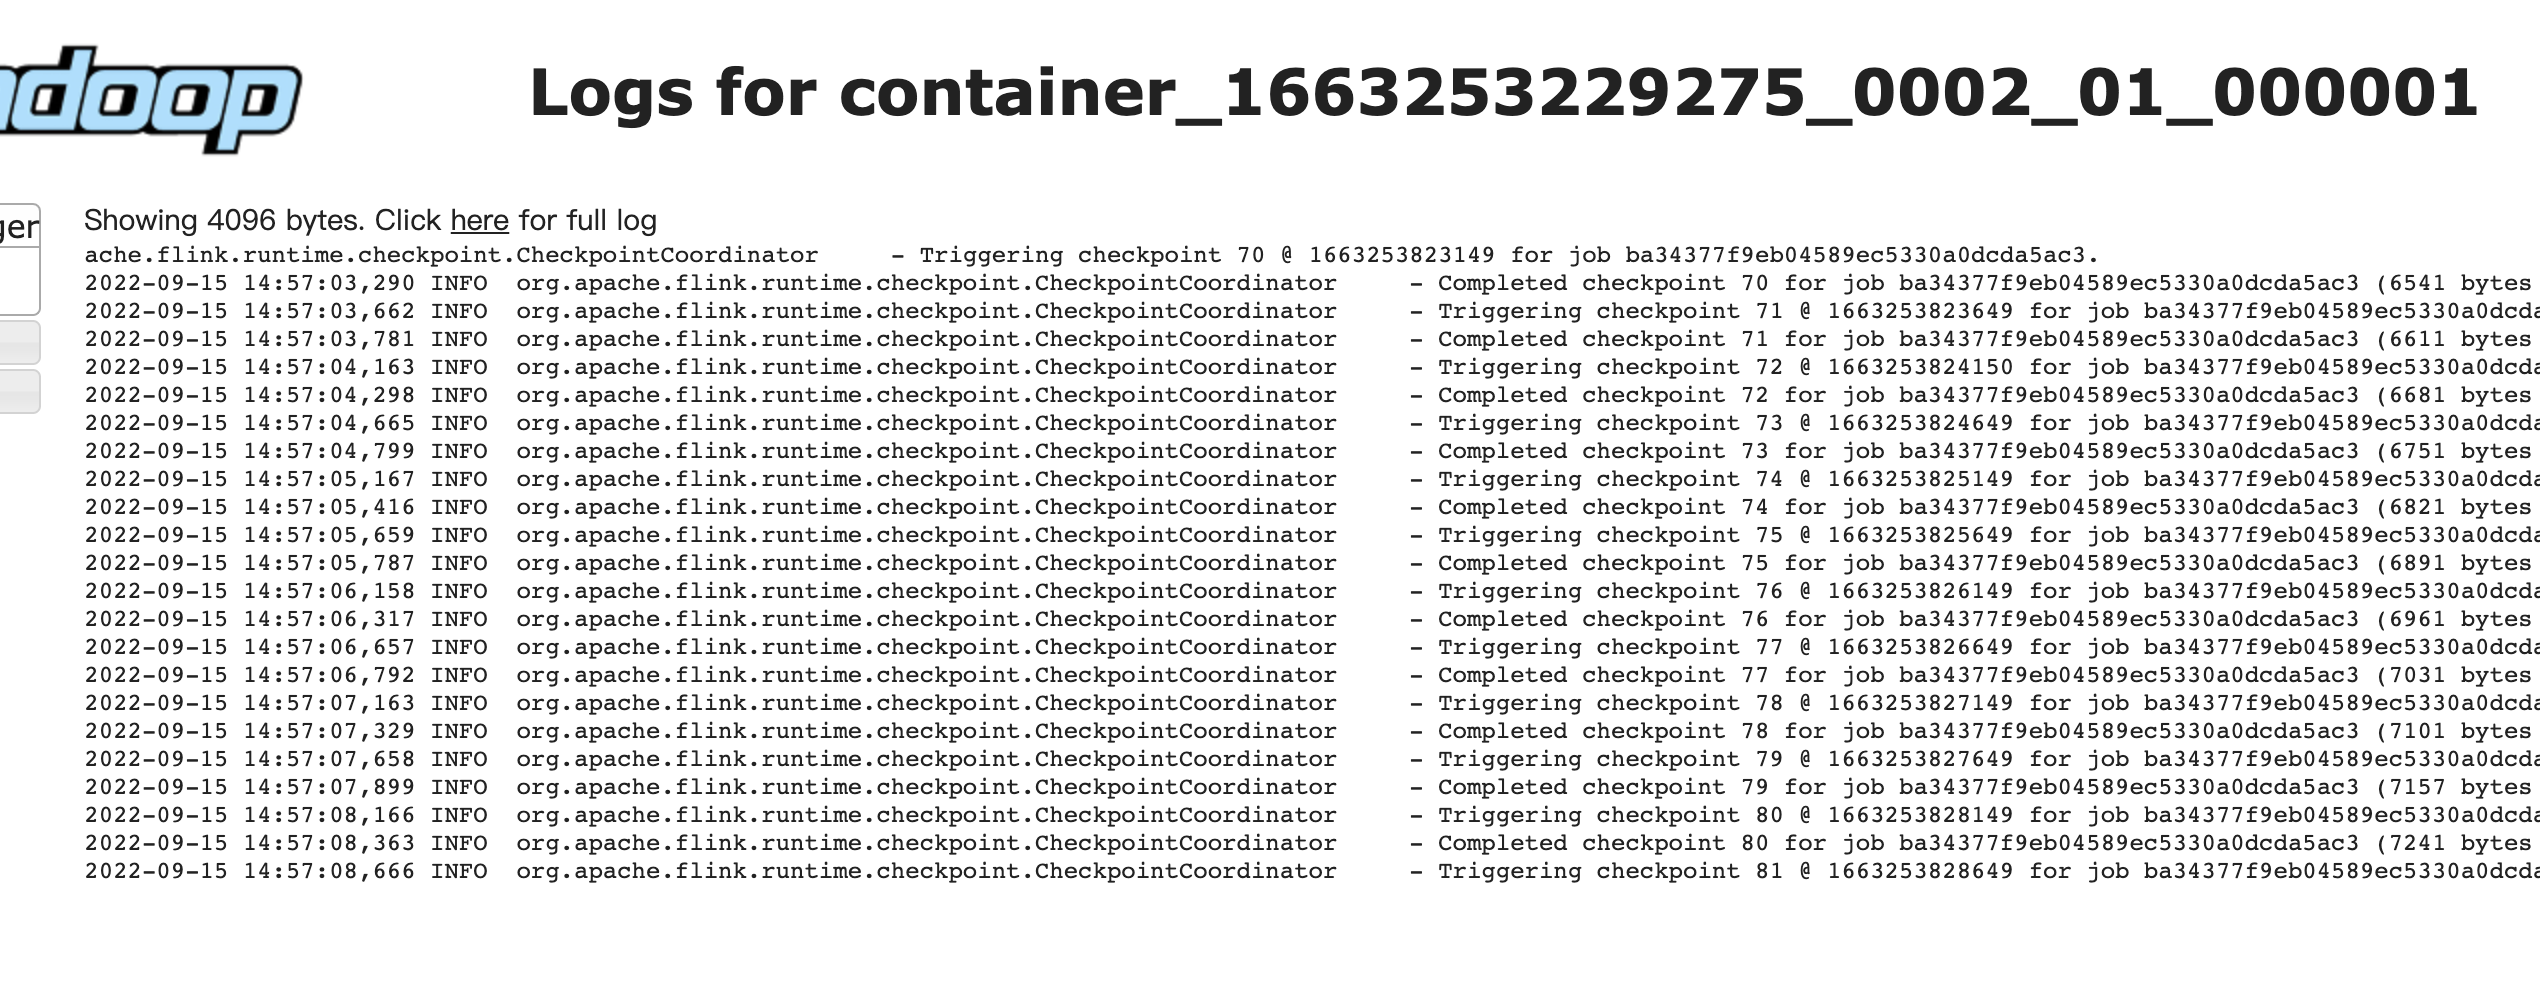 adoop
Logs for container_1663253229275_0002_01_000001
ger
Showing 4096 bytes. Click here for full log
ache.flink.runtime.checkpoint.CheckpointCoordinator     - Triggering checkpoint 70 @ 1663253823149 for job ba34377f9eb04589ec5330a0dcda5ac3.
2022-09-15 14:57:03,290 INFO  org.apache.flink.runtime.checkpoint.CheckpointCoordinator     - Completed checkpoint 70 for job ba34377f9eb04589ec5330a0dcda5ac3 (6541 bytes
2022-09-15 14:57:03,662 INFO  org.apache.flink.runtime.checkpoint.CheckpointCoordinator     - Triggering checkpoint 71 @ 1663253823649 for job ba34377f9eb04589ec5330a0dcda
2022-09-15 14:57:03,781 INFO  org.apache.flink.runtime.checkpoint.CheckpointCoordinator     - Completed checkpoint 71 for job ba34377f9eb04589ec5330a0dcda5ac3 (6611 bytes
2022-09-15 14:57:04,163 INFO  org.apache.flink.runtime.checkpoint.CheckpointCoordinator     - Triggering checkpoint 72 @ 1663253824150 for job ba34377f9eb04589ec5330a0dcda
2022-09-15 14:57:04,298 INFO  org.apache.flink.runtime.checkpoint.CheckpointCoordinator     - Completed checkpoint 72 for job ba34377f9eb04589ec5330a0dcda5ac3 (6681 bytes
2022-09-15 14:57:04,665 INFO  org.apache.flink.runtime.checkpoint.CheckpointCoordinator     - Triggering checkpoint 73 @ 1663253824649 for job ba34377f9eb04589ec5330a0dcda
2022-09-15 14:57:04,799 INFO  org.apache.flink.runtime.checkpoint.CheckpointCoordinator     - Completed checkpoint 73 for job ba34377f9eb04589ec5330a0dcda5ac3 (6751 bytes
2022-09-15 14:57:05,167 INFO  org.apache.flink.runtime.checkpoint.CheckpointCoordinator     - Triggering checkpoint 74 @ 1663253825149 for job ba34377f9eb04589ec5330a0dcda
2022-09-15 14:57:05,416 INFO  org.apache.flink.runtime.checkpoint.CheckpointCoordinator     - Completed checkpoint 74 for job ba34377f9eb04589ec5330a0dcda5ac3 (6821 bytes
2022-09-15 14:57:05,659 INFO  org.apache.flink.runtime.checkpoint.CheckpointCoordinator     - Triggering checkpoint 75 @ 1663253825649 for job ba34377f9eb04589ec5330a0dcda
2022-09-15 14:57:05,787 INFO  org.apache.flink.runtime.checkpoint.CheckpointCoordinator     - Completed checkpoint 75 for job ba34377f9eb04589ec5330a0dcda5ac3 (6891 bytes
2022-09-15 14:57:06,158 INFO  org.apache.flink.runtime.checkpoint.CheckpointCoordinator     - Triggering checkpoint 76 @ 1663253826149 for job ba34377f9eb04589ec5330a0dcda
2022-09-15 14:57:06,317 INFO  org.apache.flink.runtime.checkpoint.CheckpointCoordinator     - Completed checkpoint 76 for job ba34377f9eb04589ec5330a0dcda5ac3 (6961 bytes
2022-09-15 14:57:06,657 INFO  org.apache.flink.runtime.checkpoint.CheckpointCoordinator     - Triggering checkpoint 77 @ 1663253826649 for job ba34377f9eb04589ec5330a0dcda
2022-09-15 14:57:06,792 INFO  org.apache.flink.runtime.checkpoint.CheckpointCoordinator     - Completed checkpoint 77 for job ba34377f9eb04589ec5330a0dcda5ac3 (7031 bytes
2022-09-15 14:57:07,163 INFO  org.apache.flink.runtime.checkpoint.CheckpointCoordinator     - Triggering checkpoint 78 @ 1663253827149 for job ba34377f9eb04589ec5330a0dcda
2022-09-15 14:57:07,329 INFO  org.apache.flink.runtime.checkpoint.CheckpointCoordinator     - Completed checkpoint 78 for job ba34377f9eb04589ec5330a0dcda5ac3 (7101 bytes
2022-09-15 14:57:07,658 INFO  org.apache.flink.runtime.checkpoint.CheckpointCoordinator     - Triggering checkpoint 79 @ 1663253827649 for job ba34377f9eb04589ec5330a0dcda
2022-09-15 14:57:07,899 INFO  org.apache.flink.runtime.checkpoint.CheckpointCoordinator     - Completed checkpoint 79 for job ba34377f9eb04589ec5330a0dcda5ac3 (7157 bytes
2022-09-15 14:57:08,166 INFO  org.apache.flink.runtime.checkpoint.CheckpointCoordinator     - Triggering checkpoint 80 @ 1663253828149 for job ba34377f9eb04589ec5330a0dcda
2022-09-15 14:57:08,363 INFO  org.apache.flink.runtime.checkpoint.CheckpointCoordinator     - Completed checkpoint 80 for job ba34377f9eb04589ec5330a0dcda5ac3 (7241 bytes
2022-09-15 14:57:08,666 INFO  org.apache.flink.runtime.checkpoint.CheckpointCoordinator     - Triggering checkpoint 81 @ 1663253828649 for job ba34377f9eb04589ec5330a0dcda